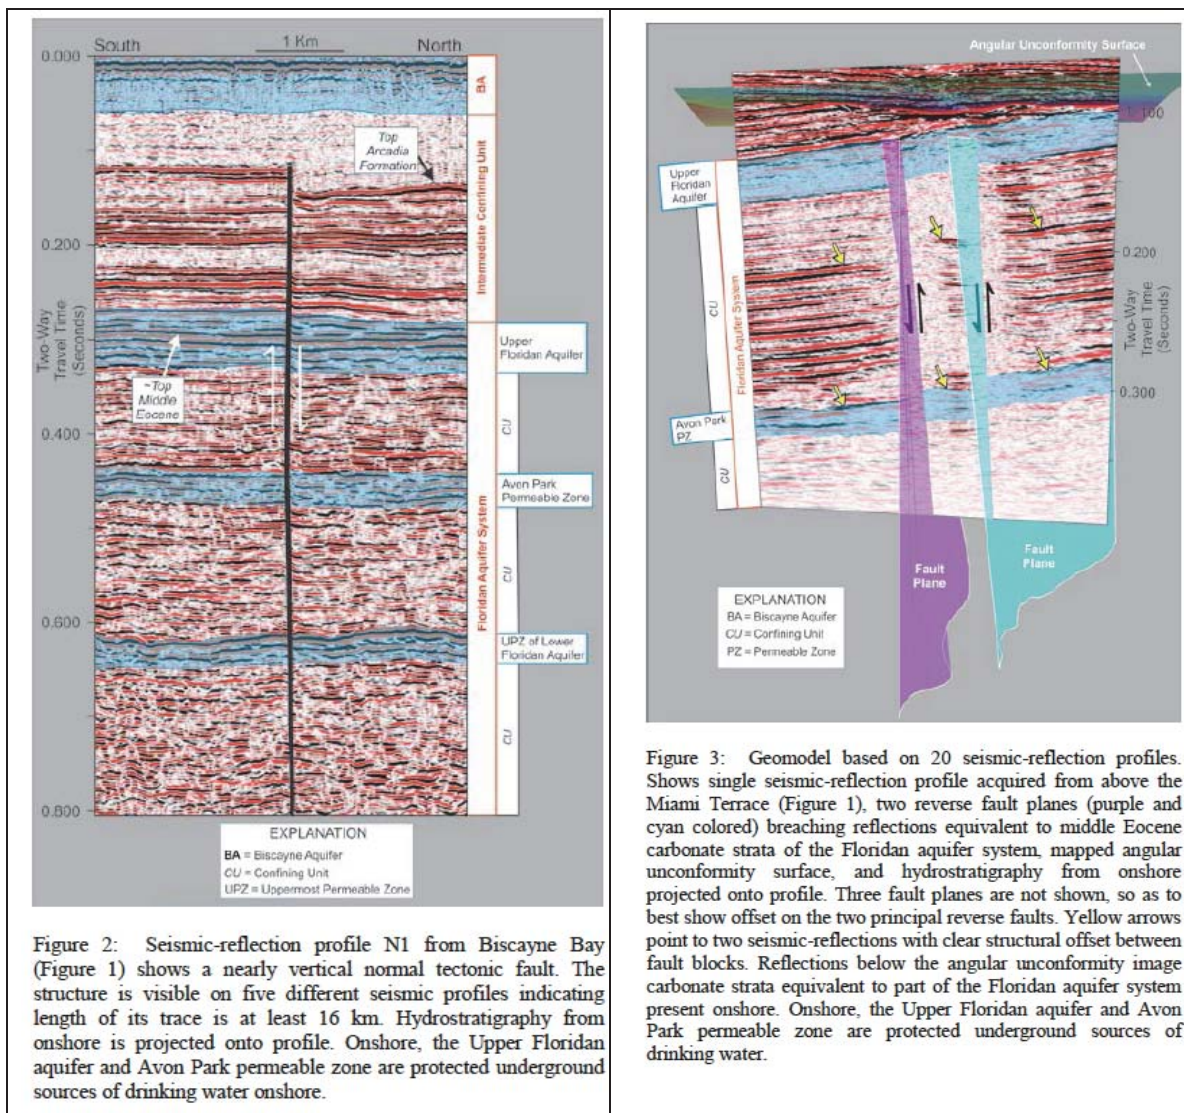 South
1 Km
North
0.000
0.200
0.400
0.600
0.800
Two-Way
Travel Time
(Seconds)
Top
Arcadia
Formation
~Top
Middle
Eocene
BA
Intermediate Confining Unit
Floridan Aquifer System
Upper
Floridan Aquifer
CU
Avon Park
Permeable Zone
CU
UPZ of Lower
Floridan Aquifer
CU
EXPLANATION
BA = Biscayne Aquifer
CU = Confining Unit
UPZ = Uppermost Permeable Zone
Figure 2: Seismic-reflection profile N1 from Biscayne Bay
(Figure 1) shows a nearly vertical normal tectonic fault. The
structure is visible on five different seismic profiles indicating
length of its trace is at least 16 km. Hydrostratigraphy from
onshore is projected onto profile. Onshore, the Upper Floridan
aquifer and Avon Park permeable zone are protected underground
sources of drinking water onshore.
Angular Unconformity Surface
0.100
0.200
0.300
Two-Way
Travel Time
(Seconds)
Upper
Floridan
Aquifer
CU
Floridan Aquifer System
Avon Park
PZ
CU
Fault
Plane
Fault
Plane
EXPLANATION
BA = Biscayne Aquifer
CU = Confining Unit
PZ = Permeable Zone
Figure 3: Geomodel based on 20 seismic-reflection profiles.
Shows single seismic-reflection profile acquired from above the
Miami Terrace (Figure 1), two reverse fault planes (purple and
cyan colored) breaching reflections equivalent to middle Eocene
carbonate strata of the Floridan aquifer system, mapped angular
unconformity surface, and hydrostratigraphy from onshore
projected onto profile. Three fault planes are not shown, so as to
best show offset on the two principal reverse faults. Yellow arrows
point to two seismic-reflections with clear structural offset between
fault blocks. Reflections below the angular unconformity image
carbonate strata equivalent to part of the Floridan aquifer system
present onshore. Onshore, the Upper Floridan aquifer and Avon
Park permeable zone are protected underground sources of
drinking water.